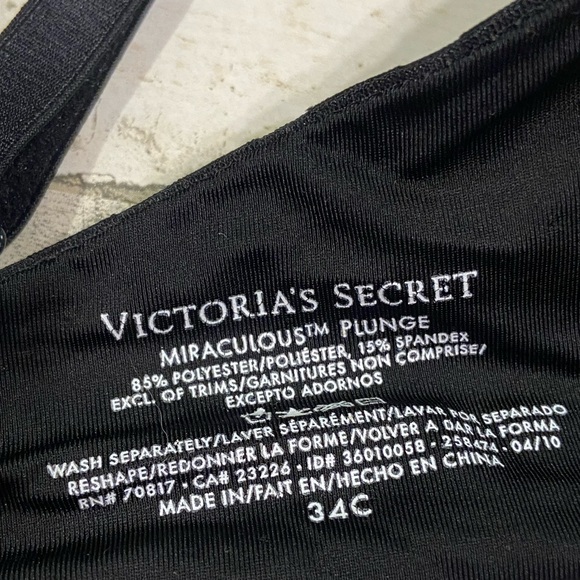 VICTORIA'S SECRET
MIRACULOUS™ PLUNGE
85% POLYESTER/POLIÉSTER, 15% SPANDEX
EXCL. OF TRIMS/GARNITURES NON COMPRISE/
EXCEPTO ADORNOS
WASH SEPARATELY/LAVER SÉPARÉMENT/LAVAR POR SEPARADO
RESHAPE/REDONNER LA FORME/VOLVER A DAR LA FORMA
RN# 70817 · CA# 23226 · ID# 36010058 · 258474 · 04/10
MADE IN/FAIT EN/HECHO EN CHINA
34C